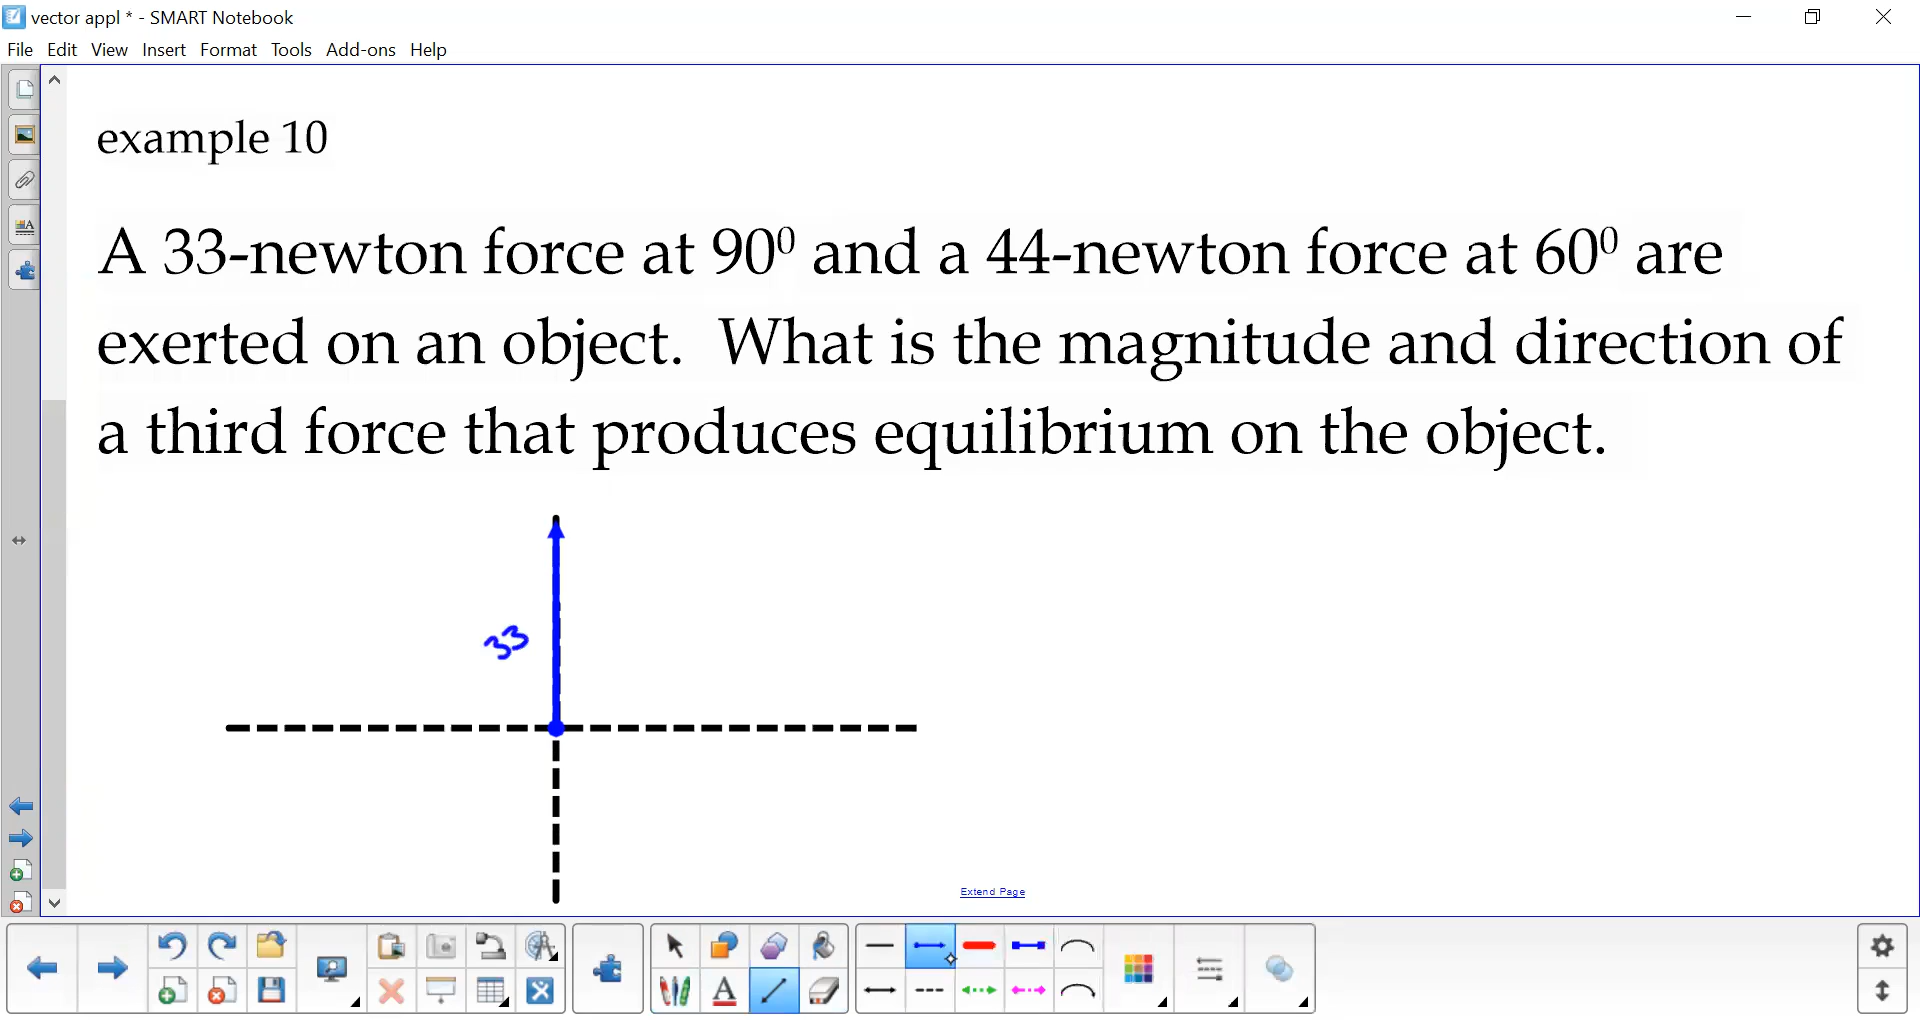 vector appl * - SMART Notebook
File Edit View Insert Format Tools Add-ons Help
example 10
A 33-newton force at 90⁰ and a 44-newton force at 60⁰ are
exerted on an object. What is the magnitude and direction of
a third force that produces equilibrium on the object.
33
Extend Page